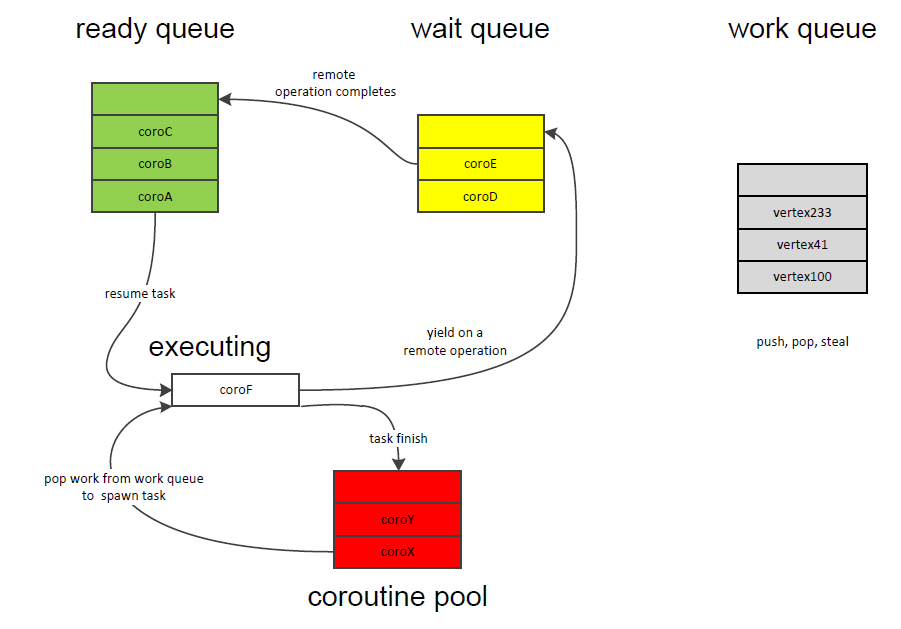 ready queue
wait queue
work queue
remote
operation completes
coroC
coroB
coroA
coroE
coroD
vertex233
vertex41
vertex100
resume task
push, pop, steal
yield on a
remote operation
executing
coroF
task finish
pop work from work queue
to spawn task
coroY
coroX
coroutine pool